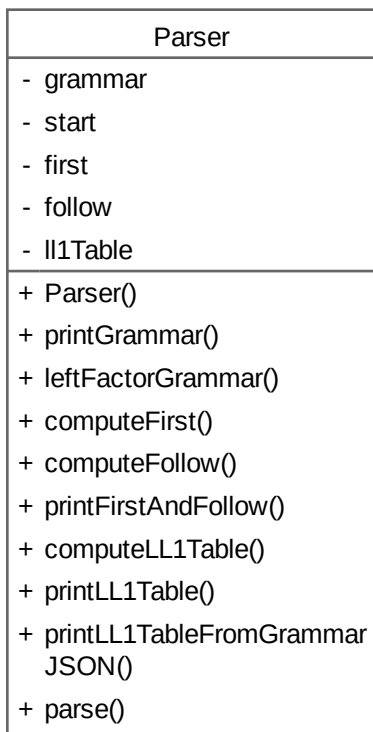 Parser
- grammar
- start
- first
- follow
- ll1Table
+ Parser()
+ printGrammar()
+ leftFactorGrammar()
+ computeFirst()
+ computeFollow()
+ printFirstAndFollow()
+ computeLL1Table()
+ printLL1Table()
+ printLL1TableFromGrammar
JSON()
+ parse()